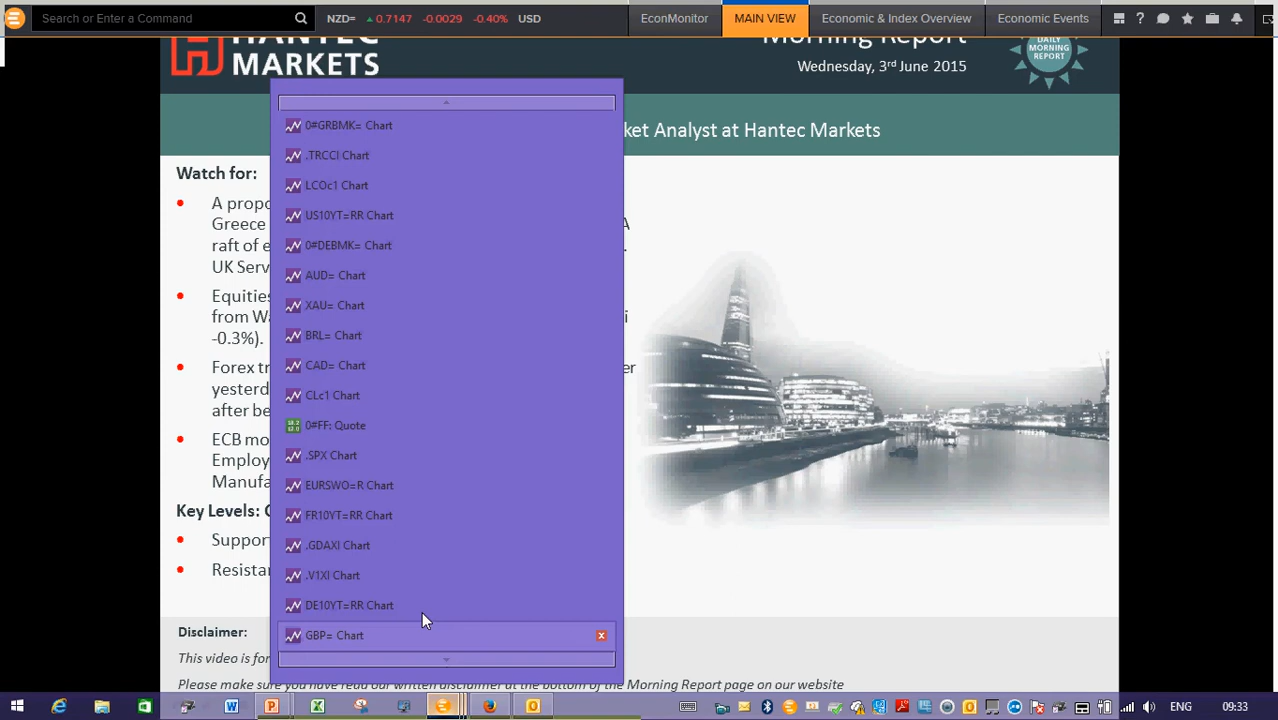 Search or Enter a Command
NZD= 0.7147 -0.0029 -0.40% USD
EconMonitor
MAIN VIEW
Economic & Index Overview
Economic Events
HANTEC
MARKETS
Morning Report
Wednesday, 3rd June 2015
DAILY
MORNING
REPORT
ket Analyst at Hantec Markets
Watch for:
• A propo
Greece A
raft of e .
UK Serv
• Equities
from Wa i
-0.3%).
• Forex tr er
yesterd
after be
• ECB mo
Employ
Manufa
Key Levels: G
• Suppor
• Resista
0#GRBMK= Chart
.TRCCI Chart
LCOc1 Chart
US10YT=RR Chart
0#DEBMK= Chart
AUD= Chart
XAU= Chart
BRL= Chart
CAD= Chart
CLc1 Chart
0#FF: Quote
.SPX Chart
EURSWO=R Chart
FR10YT=RR Chart
.GDAXI Chart
.V1XI Chart
DE10YT=RR Chart
GBP= Chart
Disclaimer:
This video is for
Please make sure you have read our written disclaimer at the bottom of the Morning Report page on our website
ENG 09:33